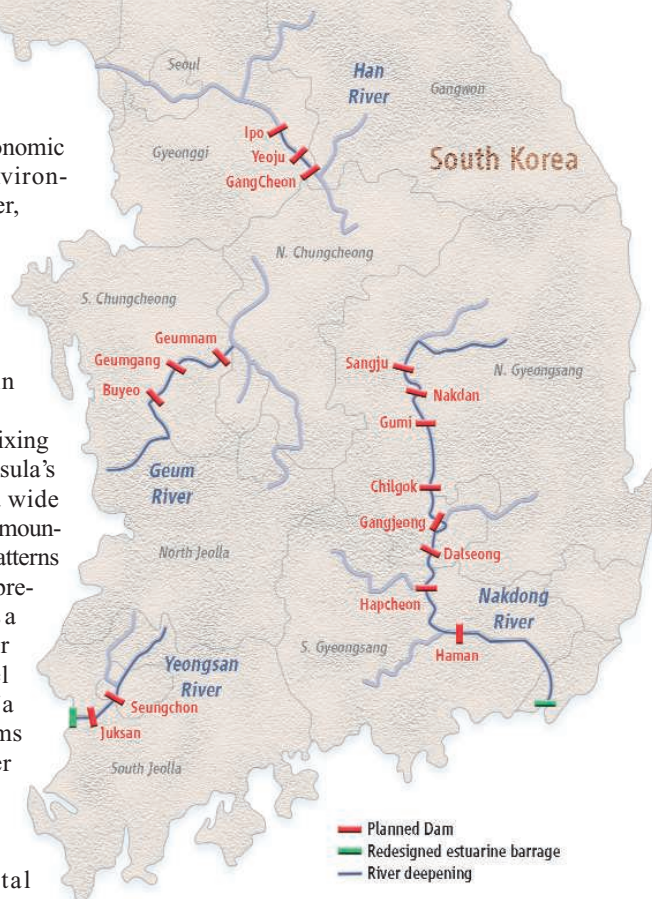 onomic
viron-
er,
n
ixing
sula's
wide
moun-
atterns
pre-
a
r
el
a
ms
er
tal
Seoul
Han
River
Gangwon
Ipo
Yeoju
GangCheon
Gyeonggi
South Korea
N. Chungcheong
S. Chungcheong
Geumnam
Geumgang
Buyeo
Geum
River
Sangju
Nakdan
N. Gyeongsang
Gumi
Chilgok
Gangjeong
Dalseong
North Jeolla
Hapcheon
Nakdong
River
Haman
S. Gyeongsang
Yeongsan
River
Seungchon
Juksan
South Jeolla
Planned Dam
Redesigned estuarine barrage
River deepening